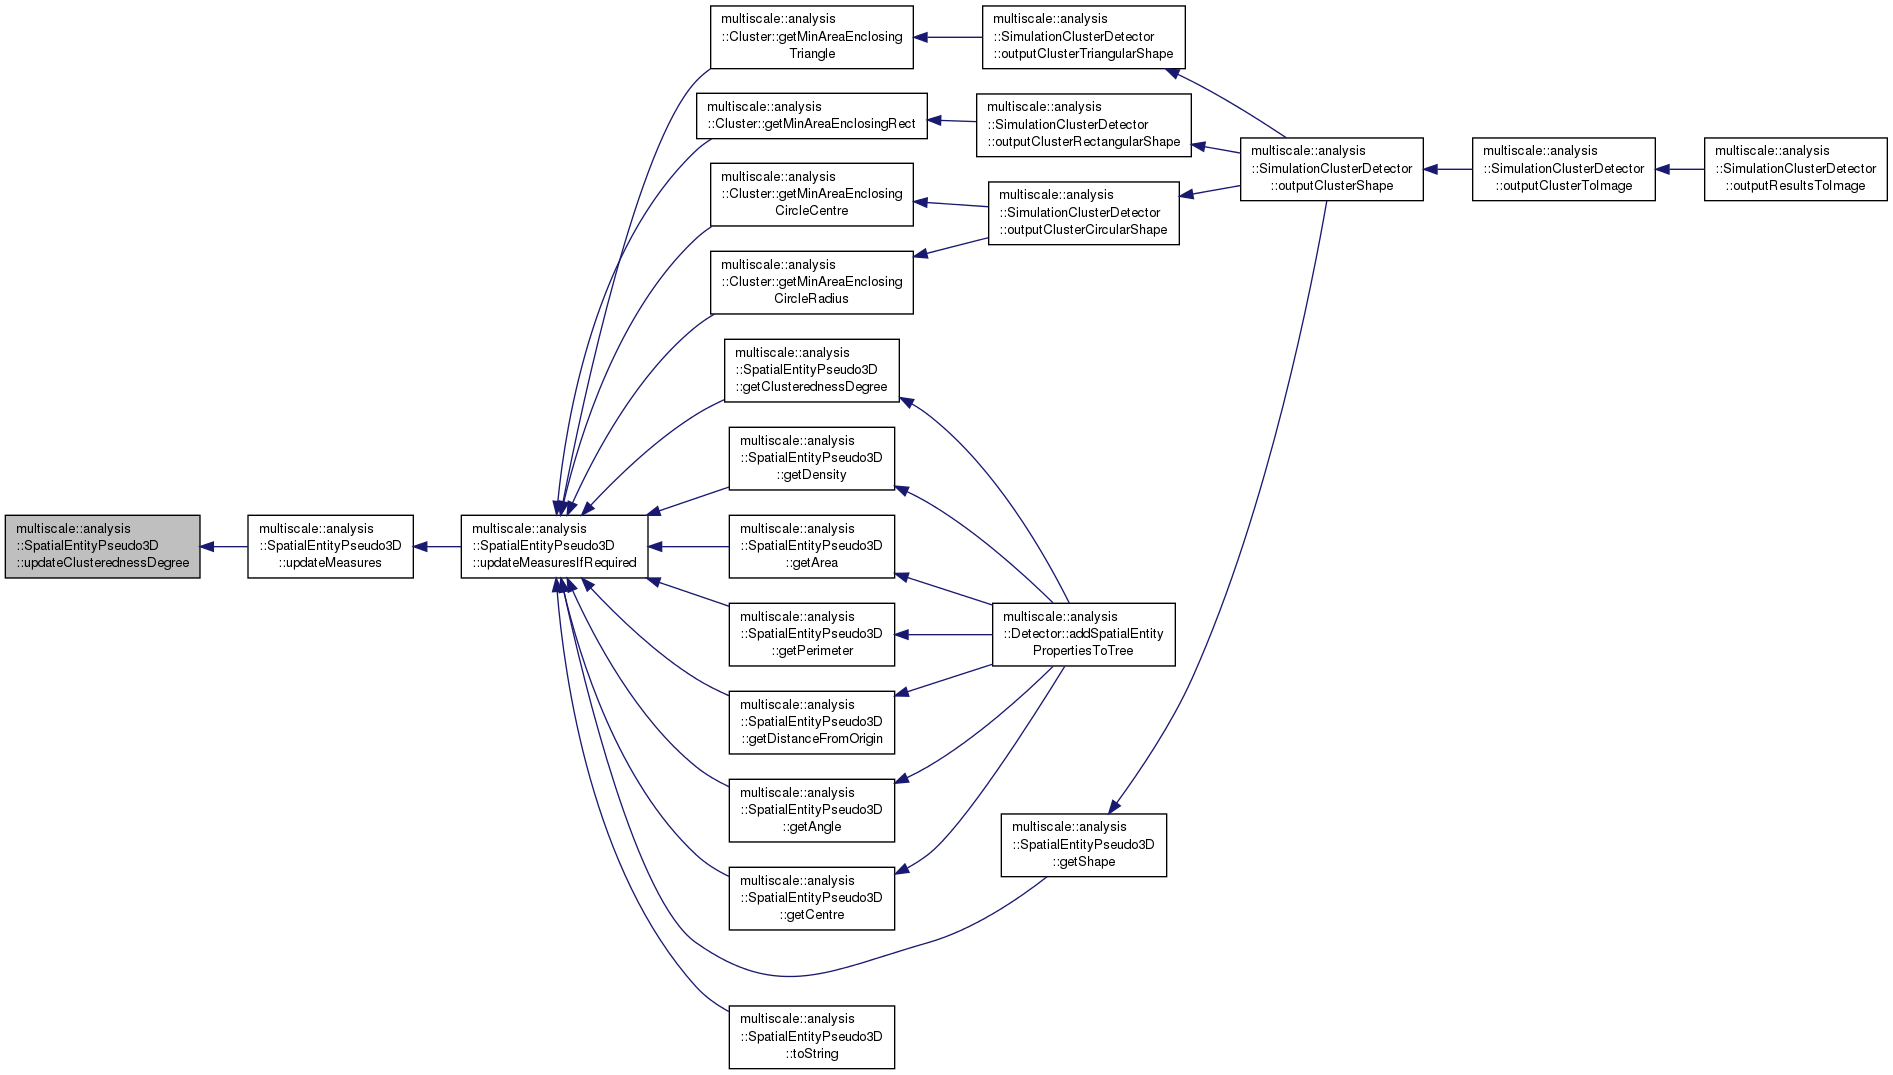 multiscale::analysis
::SpatialEntityPseudo3D
::updateClusterednessDegree
multiscale::analysis
::SpatialEntityPseudo3D
::updateMeasures
multiscale::analysis
::SpatialEntityPseudo3D
::updateMeasuresIfRequired
multiscale::analysis
::Cluster::getMinAreaEnclosing
Triangle
multiscale::analysis
::Cluster::getMinAreaEnclosingRect
multiscale::analysis
::Cluster::getMinAreaEnclosing
CircleCentre
multiscale::analysis
::Cluster::getMinAreaEnclosing
CircleRadius
multiscale::analysis
::SpatialEntityPseudo3D
::getClusterednessDegree
multiscale::analysis
::SpatialEntityPseudo3D
::getDensity
multiscale::analysis
::SpatialEntityPseudo3D
::getArea
multiscale::analysis
::SpatialEntityPseudo3D
::getPerimeter
multiscale::analysis
::SpatialEntityPseudo3D
::getDistanceFromOrigin
multiscale::analysis
::SpatialEntityPseudo3D
::getAngle
multiscale::analysis
::SpatialEntityPseudo3D
::getCentre
multiscale::analysis
::SpatialEntityPseudo3D
::toString
multiscale::analysis
::SimulationClusterDetector
::outputClusterTriangularShape
multiscale::analysis
::SimulationClusterDetector
::outputClusterRectangularShape
multiscale::analysis
::SimulationClusterDetector
::outputClusterCircularShape
multiscale::analysis
::Detector::addSpatialEntity
PropertiesToTree
multiscale::analysis
::SpatialEntityPseudo3D
::getShape
multiscale::analysis
::SimulationClusterDetector
::outputClusterShape
multiscale::analysis
::SimulationClusterDetector
::outputClusterToImage
multiscale::analysis
::SimulationClusterDetector
::outputResultsToImage